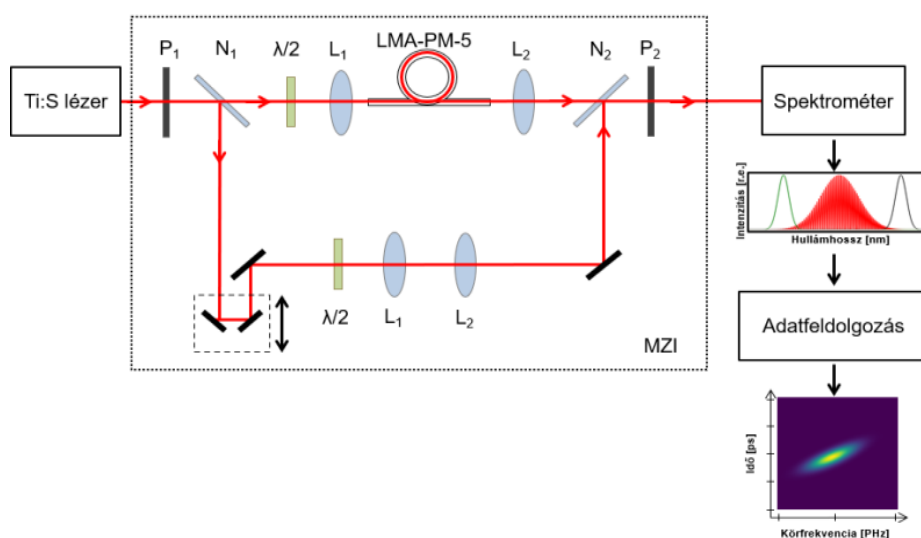 P₁
N₁
λ/2
L₁
LMA-PM-5
L₂
N₂
P₂
Ti:S lézer
Spektrométer
Intenzitás [r.e.]
Hullámhossz [nm]
λ/2
L₁
L₂
MZI
Adatfeldolgozás
Idő [ps]
Körfrekvencia [PHz]